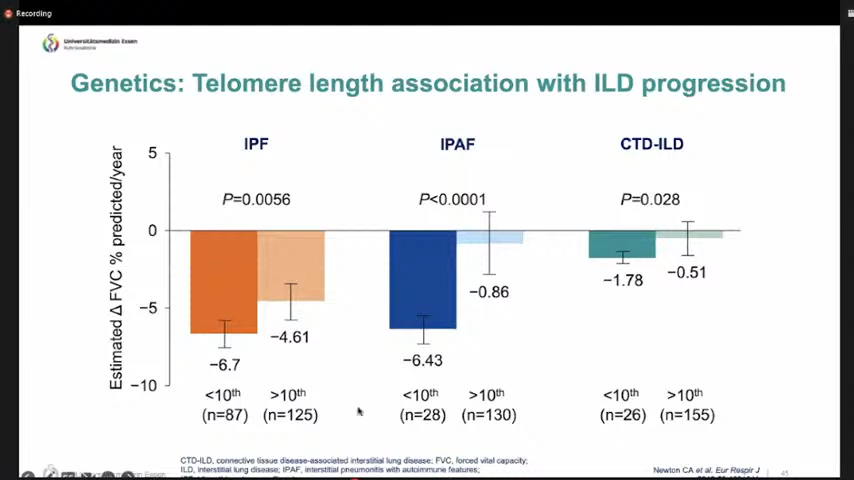 Recording
Universitätsmedizin Essen
Genetics: Telomere length association with ILD progression
IPF
IPAF
CTD-ILD
Estimated Δ FVC % predicted/year
5
0
−5
−10
P=0.0056
P<0.0001
P=0.028
−6.7
−4.61
−6.43
−0.86
−1.78
−0.51
<10th >10th <10th >10th <10th >10th
(n=87) (n=125) (n=28) (n=130) (n=26) (n=155)
CTD-ILD, connective tissue disease-associated interstitial lung disease; FVC, forced vital capacity;
ILD, interstitial lung disease; IPAF, interstitial pneumonitis with autoimmune features;
Newton CA et al. Eur Respir J
45